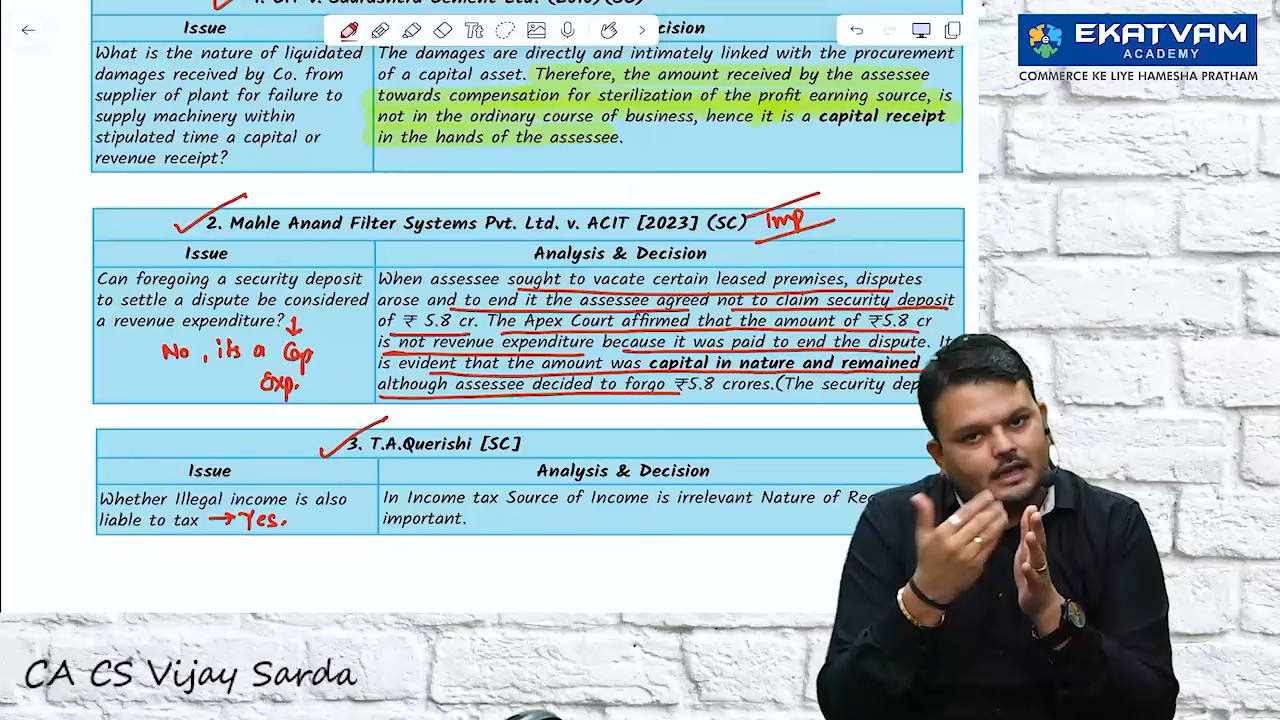 1. CIT v. Saurashtra Cement Ltd. (2010)(SC)
Issue
cision
What is the nature of liquidated
damages received by Co. from
supplier of plant for failure to
supply machinery within
stipulated time a capital or
revenue receipt?
The damages are directly and intimately linked with the procurement
of a capital asset. Therefore, the amount received by the assessee
towards compensation for sterilization of the profit earning source, is
not in the ordinary course of business, hence it is a capital receipt
in the hands of the assessee.
EKATVAM
ACADEMY
COMMERCE KE LIYE HAMESHA PRATHAM
2. Mahle Anand Filter Systems Pvt. Ltd. v. ACIT [2023] (SC) Imp
Issue
Analysis & Decision
Can foregoing a security deposit
to settle a dispute be considered
a revenue expenditure?
No, its a Cap
Exp.
When assessee sought to vacate certain leased premises, disputes
arose and to end it the assessee agreed not to claim security deposit
of ₹ 5.8 cr. The Apex Court affirmed that the amount of ₹5.8 cr
is not revenue expenditure because it was paid to end the dispute. It
is evident that the amount was capital in nature and remained
although assessee decided to forgo ₹5.8 crores.(The security dep
3. T.A.Querishi [SC]
Issue
Analysis & Decision
Whether Illegal income is also
liable to tax → Yes.
In Income tax Source of Income is irrelevant Nature of Rec
important.
CA CS Vijay Sarda